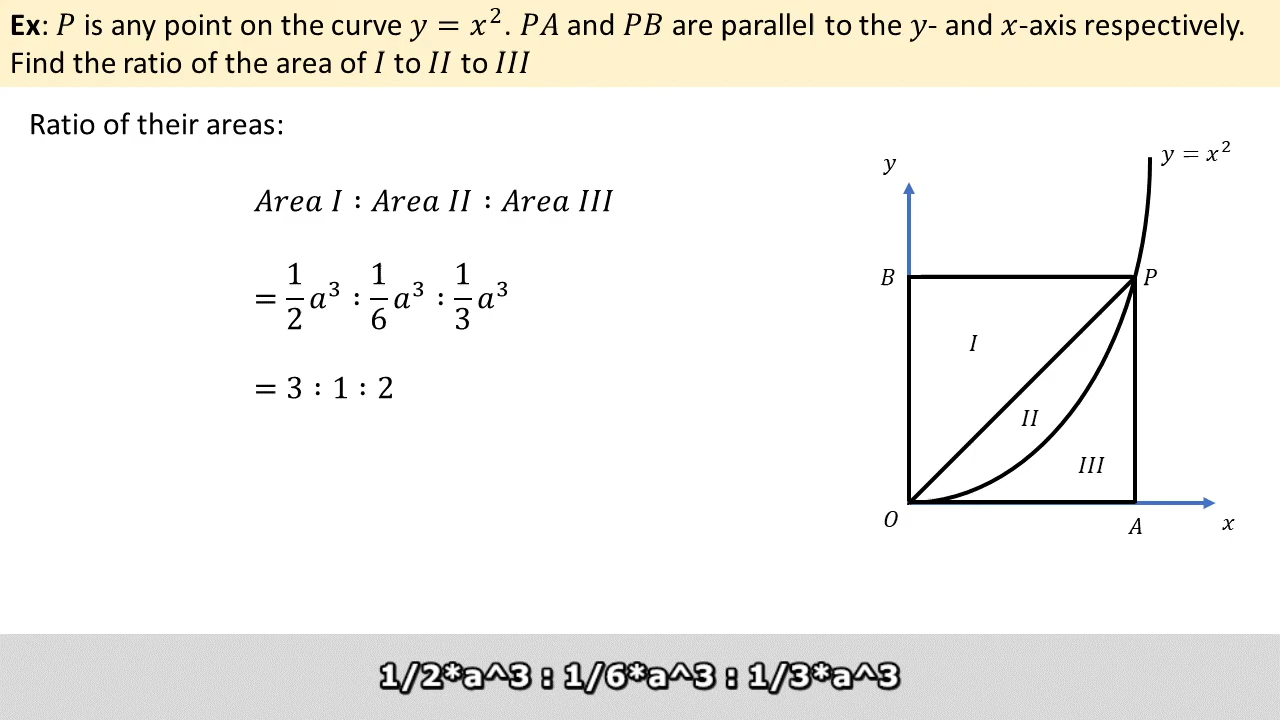 Ex: P is any point on the curve y = x². PA and PB are parallel to the y- and x-axis respectively.
Find the ratio of the area of I to II to III
Ratio of their areas:
Area I : Area II : Area III
= 1/2 a³ : 1/6 a³ : 1/3 a³
= 3 : 1 : 2
y = x²
y
B
P
I
II
III
O
A
x
1/2*a^3 : 1/6*a^3 : 1/3*a^3